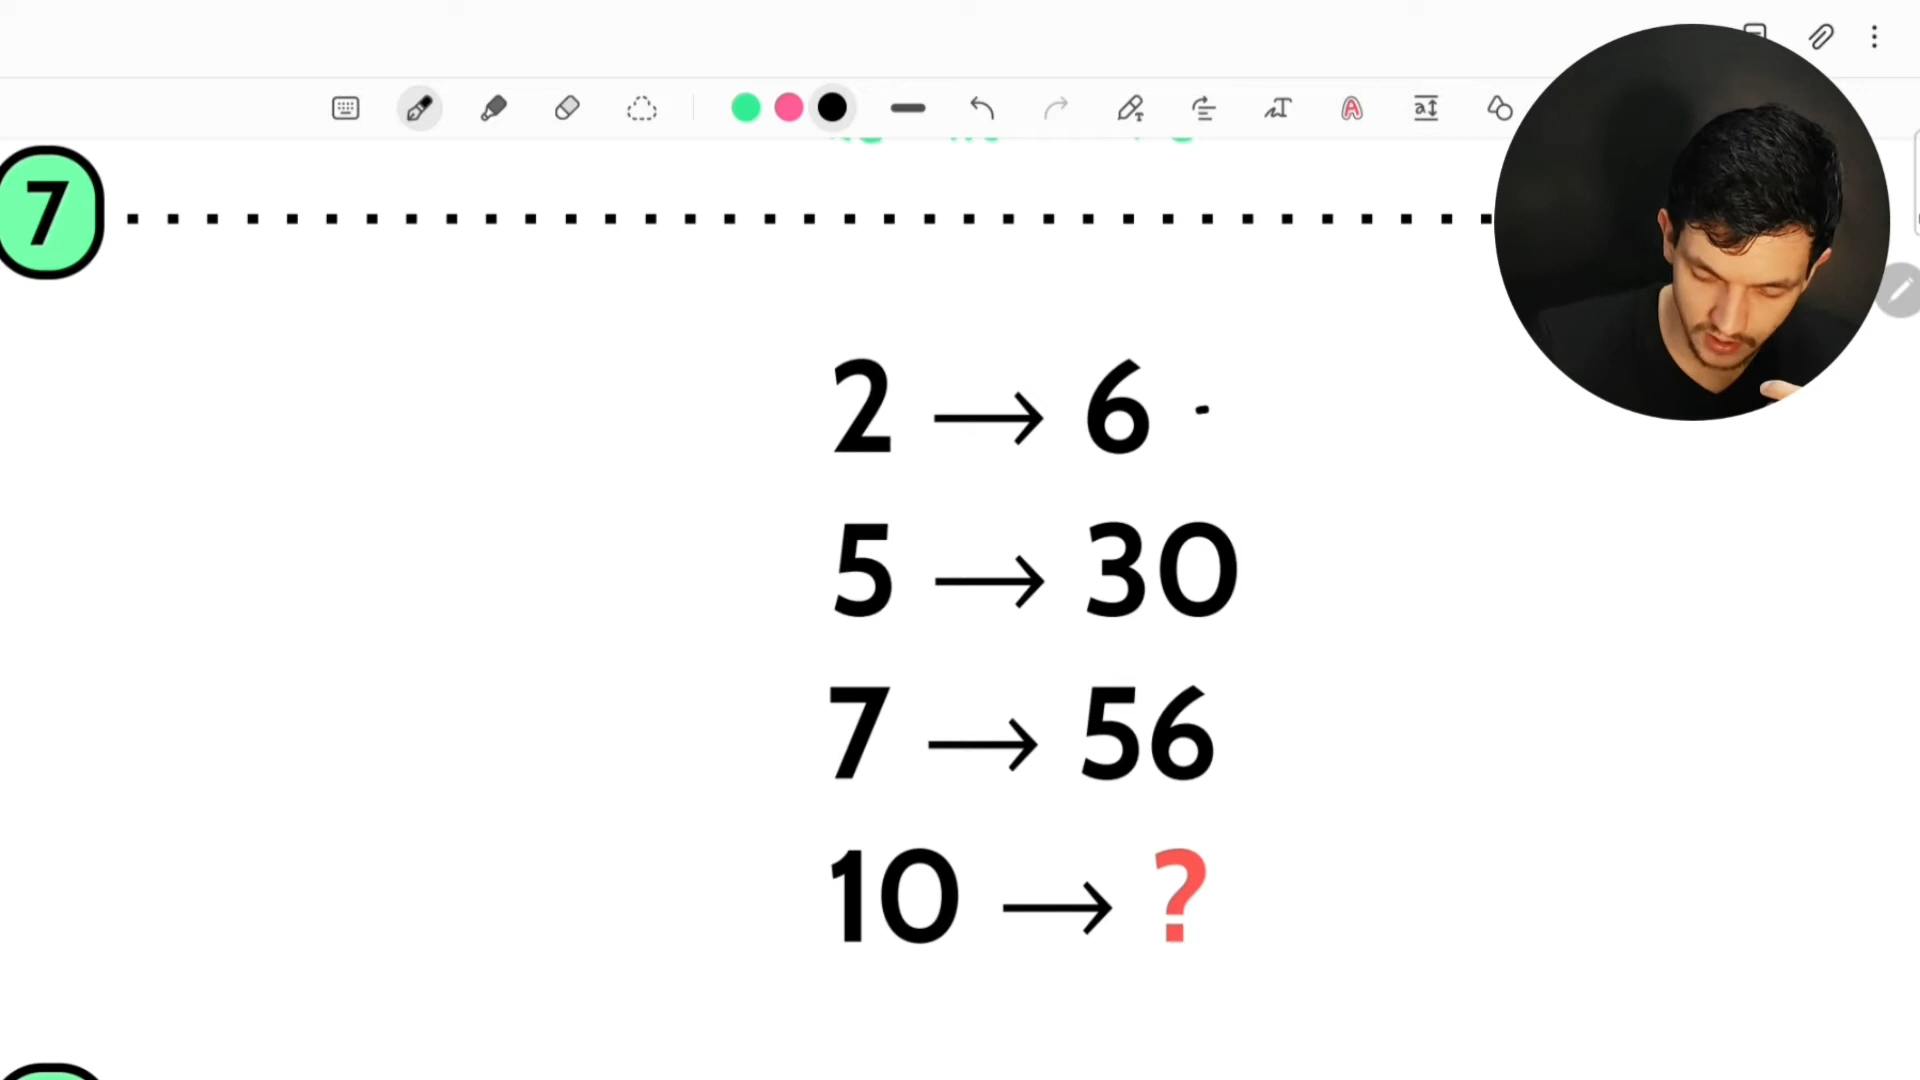 7
2 → 6
5 → 30
7 → 56
10 → ?